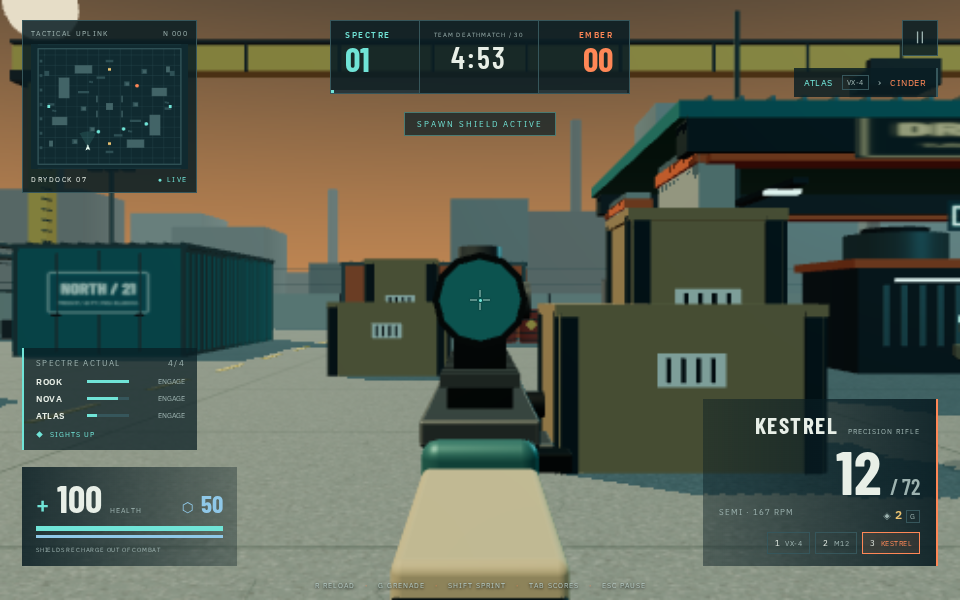 TACTICAL UPLINK N 000
DRYDOCK 07 LIVE
SPECTRE
01
TEAM DEATHMATCH / 30
4:53
EMBER
00
SPAWN SHIELD ACTIVE
ATLAS VX-4 › CINDER
NORTH / 21
SPECTRE ACTUAL 4/4
ROOK ENGAGE
NOVA ENGAGE
ATLAS ENGAGE
SIGHTS UP
+ 100 HEALTH 50
SHIELDS RECHARGE OUT OF COMBAT
KESTREL PRECISION RIFLE
12 / 72
SEMI · 167 RPM 2 G
1 VX-4 2 M12 3 KESTREL
R RELOAD G GRENADE SHIFT SPRINT TAB SCORES ESC PAUSE